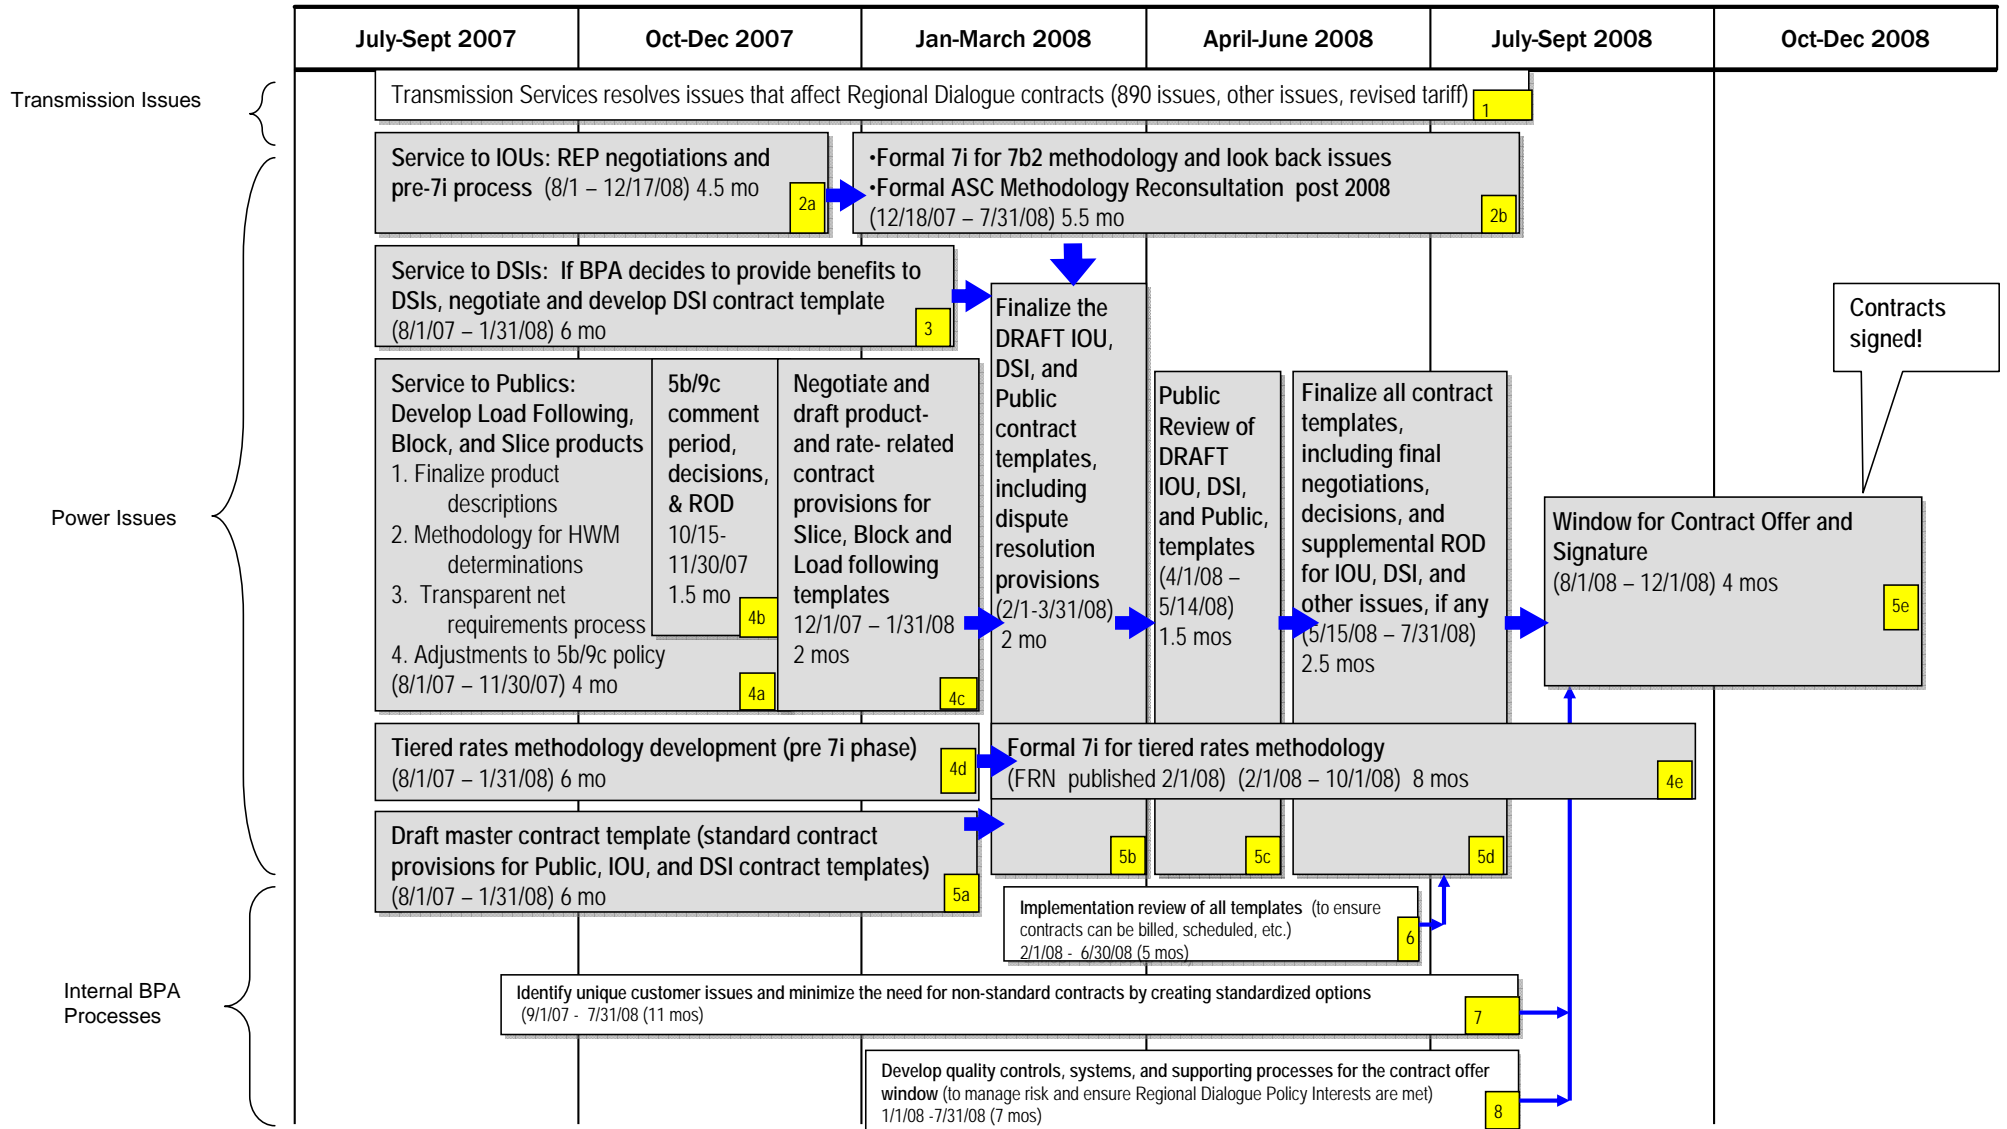 July-Sept 2007
Oct-Dec 2007
Jan-March 2008
April-June 2008
July-Sept 2008
Oct-Dec 2008
Transmission Issues
Transmission Services resolves issues that affect Regional Dialogue contracts (890 issues, other issues, revised tariff)
1
Power Issues
Service to IOUs: REP negotiations and
pre-7i process (8/1 – 12/17/08) 4.5 mo
2a
•Formal 7i for 7b2 methodology and look back issues
•Formal ASC Methodology Reconsultation post 2008
(12/18/07 – 7/31/08) 5.5 mo
2b
Service to DSIs: If BPA decides to provide benefits to
DSIs, negotiate and develop DSI contract template
(8/1/07 – 1/31/08) 6 mo
3
Service to Publics:
Develop Load Following,
Block, and Slice products
1. Finalize product
descriptions
2. Methodology for HWM
determinations
3. Transparent net
requirements process
4. Adjustments to 5b/9c policy
(8/1/07 – 11/30/07) 4 mo
4a
5b/9c
comment
period,
decisions,
& ROD
10/15-
11/30/07
1.5 mo
4b
Negotiate and
draft product-
and rate- related
contract
provisions for
Slice, Block and
Load following
templates
12/1/07 – 1/31/08
2 mos
4c
Finalize the
DRAFT IOU,
DSI, and
Public
contract
templates,
including
dispute
resolution
provisions
(2/1-3/31/08)
2 mo
5b
Public
Review of
DRAFT
IOU, DSI,
and Public,
templates
(4/1/08 –
5/14/08)
1.5 mos
5c
Finalize all contract
templates,
including final
negotiations,
decisions, and
supplemental ROD
for IOU, DSI, and
other issues, if any
(5/15/08 – 7/31/08)
2.5 mos
5d
Contracts
signed!
Window for Contract Offer and
Signature
(8/1/08 – 12/1/08) 4 mos
5e
Tiered rates methodology development (pre 7i phase)
(8/1/07 – 1/31/08) 6 mo
4d
Formal 7i for tiered rates methodology
(FRN published 2/1/08) (2/1/08 – 10/1/08) 8 mos
4e
Draft master contract template (standard contract
provisions for Public, IOU, and DSI contract templates)
(8/1/07 – 1/31/08) 6 mo
5a
Internal BPA
Processes
Implementation review of all templates (to ensure
contracts can be billed, scheduled, etc.)
2/1/08 - 6/30/08 (5 mos)
6
Identify unique customer issues and minimize the need for non-standard contracts by creating standardized options
(9/1/07 - 7/31/08 (11 mos)
7
Develop quality controls, systems, and supporting processes for the contract offer
window (to manage risk and ensure Regional Dialogue Policy Interests are met)
1/1/08 -7/31/08 (7 mos)
8